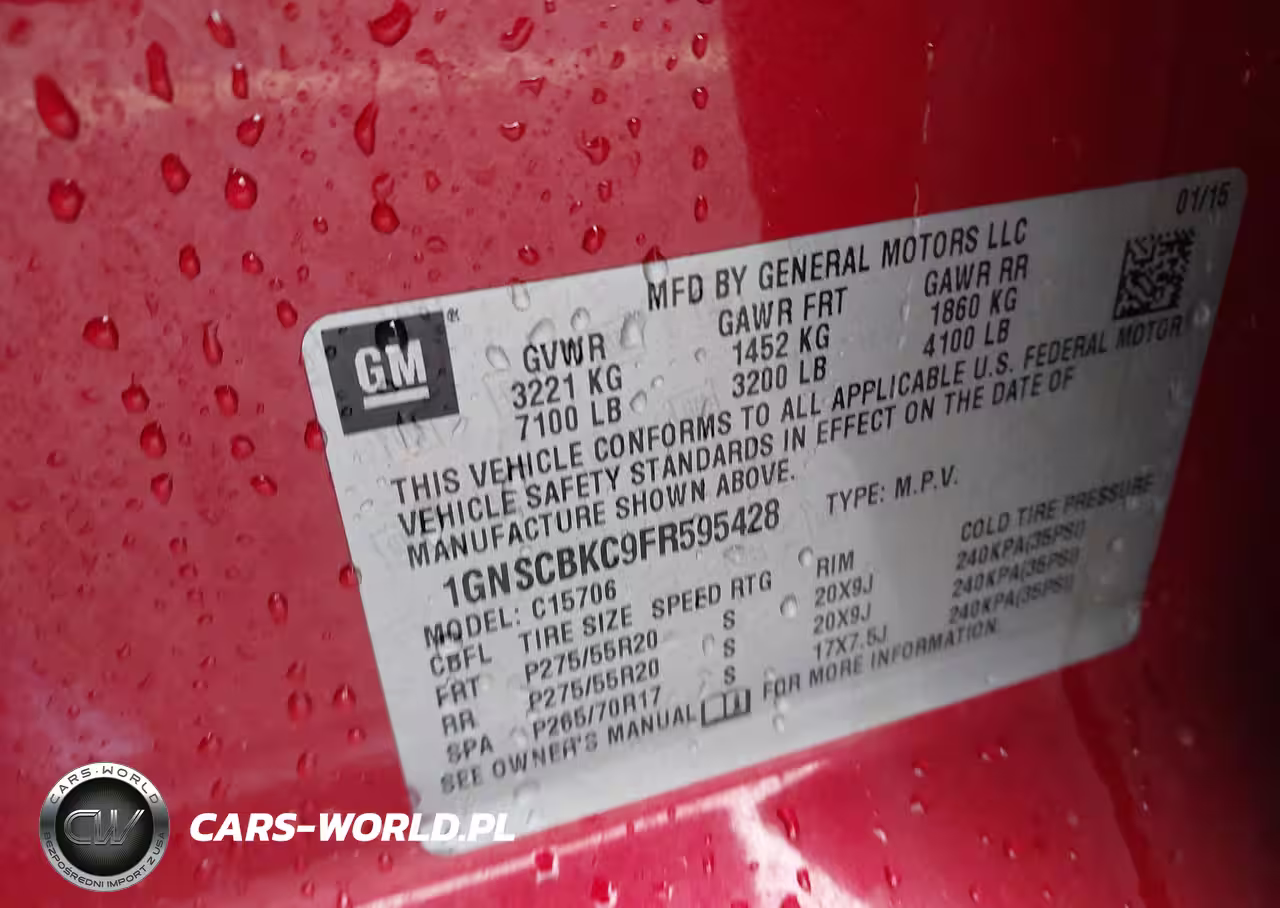 01/15
MFD BY GENERAL MOTORS LLC
GM®
GVWR GAWR FRT GAWR RR
3221 KG 1452 KG 1860 KG
7100 LB 3200 LB 4100 LB
THIS VEHICLE CONFORMS TO ALL APPLICABLE U.S. FEDERAL MOTOR
VEHICLE SAFETY STANDARDS IN EFFECT ON THE DATE OF
MANUFACTURE SHOWN ABOVE.
1GNSCBKC9FR595428 TYPE: M.P.V.
MODEL: C15706
C5FL TIRE SIZE SPEED RTG RIM COLD TIRE PRESSURE
FRT P275/55R20 S 20X9J 240KPA(35PSI)
RR P275/55R20 S 20X9J 240KPA(35PSI)
SPA P265/70R17 S 17X7.5J 240KPA(35PSI)
SEE OWNER'S MANUAL FOR MORE INFORMATION.
CARS-WORLD
CW
BEZPOŚREDNI IMPORT Z USA
CARS-WORLD.PL